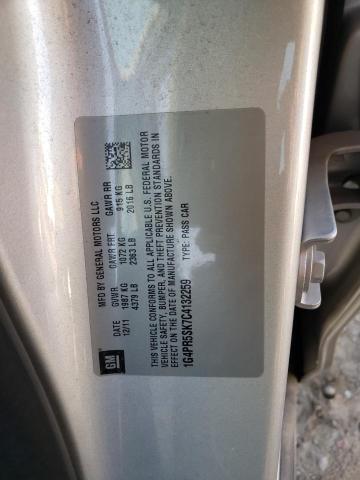 MFD BY GENERAL MOTORS LLC
DATE GVWR GAWR FRT GAWR RR
12/11 1987 KG 1072 KG 915 KG
4379 LB 2363 LB 2016 LB
GM
THIS VEHICLE CONFORMS TO ALL APPLICABLE U.S. FEDERAL MOTOR
VEHICLE SAFETY, BUMPER, AND THEFT PREVENTION STANDARDS IN
EFFECT ON THE DATE OF MANUFACTURE SHOWN ABOVE.
1G4PR5SK7C4132259 TYPE: PASS CAR